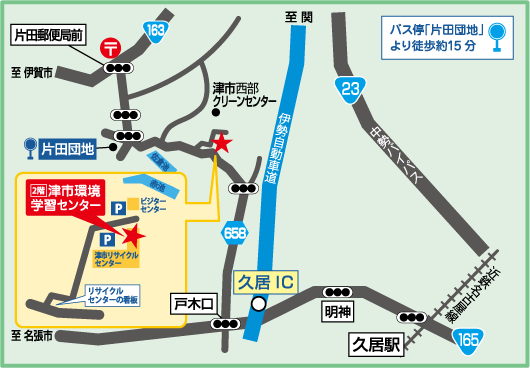 至 関
バス停「片田団地」
より徒歩約15分
163
片田郵便局前
至 伊賀市
津市西部
クリーンセンター
23
伊勢自動車道
中勢バイパス
片田団地
2階 津市環境
学習センター
P
ビジター
センター
P
津市リサイクル
センター
リサイクル
センターの看板
658
久居IC
近鉄名古屋線
戸木口
明神
久居駅
165
至 名張市